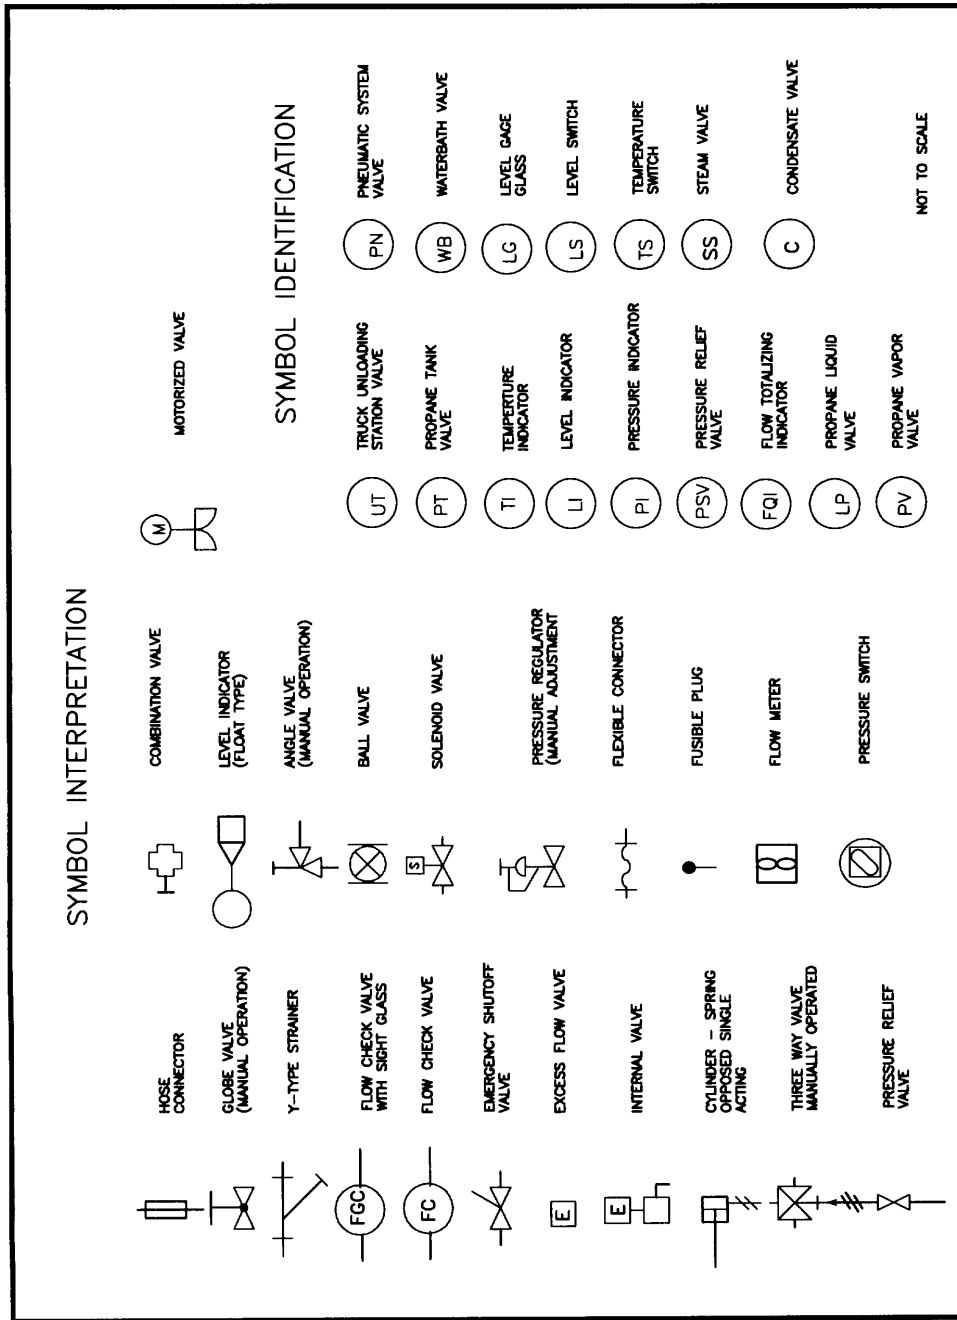 SYMBOL INTERPRETATION
HOSE
CONNECTOR
GLOBE VALVE
(MANUAL OPERATION)
Y-TYPE STRAINER
FGC
FLOW CHECK VALVE
WITH SIGHT GLASS
FC
FLOW CHECK VALVE
EMERGENCY SHUTOFF
VALVE
E
EXCESS FLOW VALVE
E
INTERNAL VALVE
CYLINDER - SPRING
OPPOSED SINGLE
ACTING
THREE WAY VALVE
MANUALLY OPERATED
PRESSURE RELIEF
VALVE
COMBINATION VALVE
LEVEL INDICATOR
(FLOAT TYPE)
ANGLE VALVE
(MANUAL OPERATION)
BALL VALVE
S
SOLENOID VALVE
PRESSURE REGULATOR
(MANUAL ADJUSTMENT
FLEXIBLE CONNECTOR
FUSIBLE PLUG
FLOW METER
PRESSURE SWITCH
M
MOTORIZED VALVE
SYMBOL IDENTIFICATION
UT
TRUCK UNLOADING
STATION VALVE
PT
PROPANE TANK
VALVE
TI
TEMPERTURE
INDICATOR
LI
LEVEL INDICATOR
PI
PRESSURE INDICATOR
PSV
PRESSURE RELIEF
VALVE
FQI
FLOW TOTALIZING
INDICATOR
LP
PROPANE LIQUID
VALVE
PV
PROPANE VAPOR
VALVE
PN
PNEUMATIC SYSTEM
VALVE
WB
WATERBATH VALVE
LG
LEVEL GAGE
GLASS
LS
LEVEL SWITCH
TS
TEMPERATURE
SWITCH
SS
STEAM VALVE
C
CONDENSATE VALVE
NOT TO SCALE